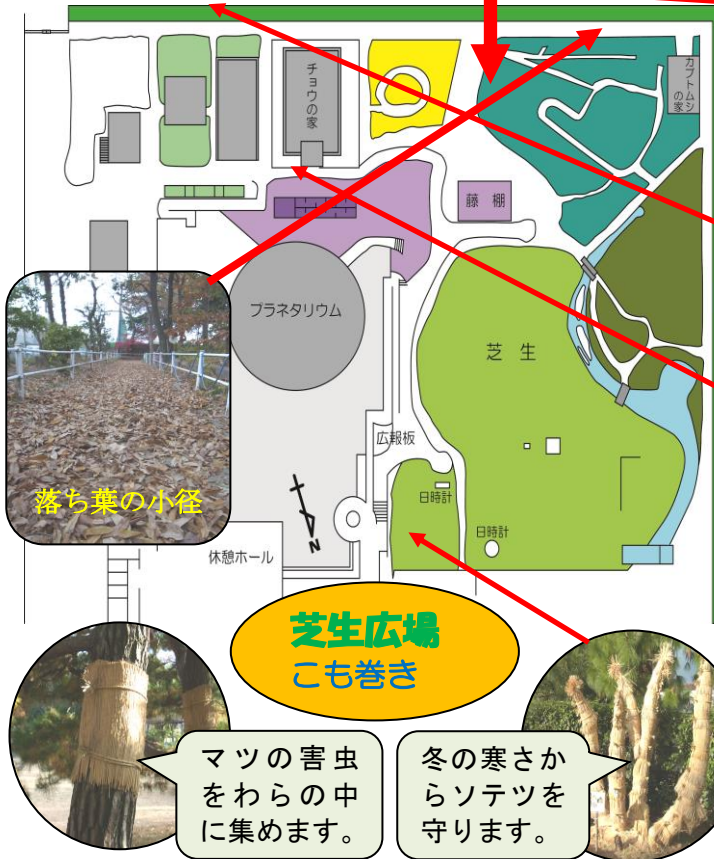 チョウの家
カブトムシ
の家
藤 棚
プラネタリウム
芝 生
広報板
日時計
日時計
落ち葉の小径
N
休憩ホール
芝生広場
こも巻き
マツの害虫
をわらの中
に集めます。
冬の寒さか
らソテツを
守ります。